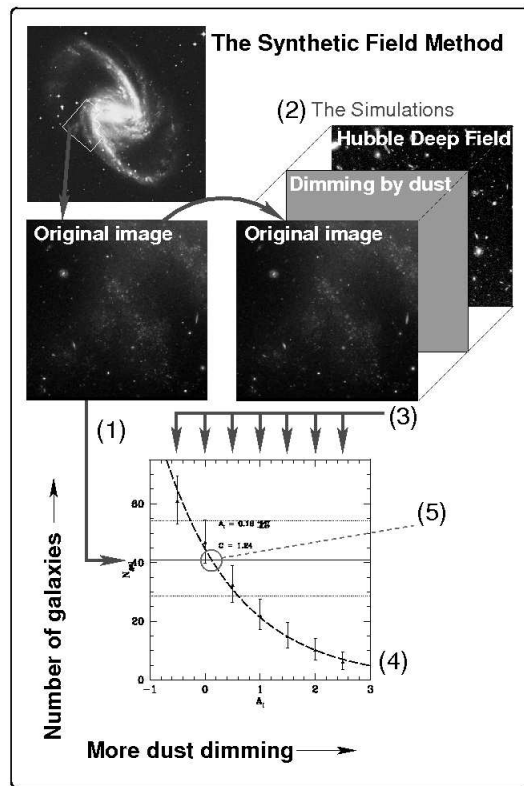 The Synthetic Field Method
(2) The Simulations
Hubble Deep Field
Dimming by dust
Original image
Original image
(1)
(3)
(5)
(4)
Number of galaxies
60
40
20
0
N
A = 0.16
C = 1.24
-1
0
1
2
3
A
More dust dimming